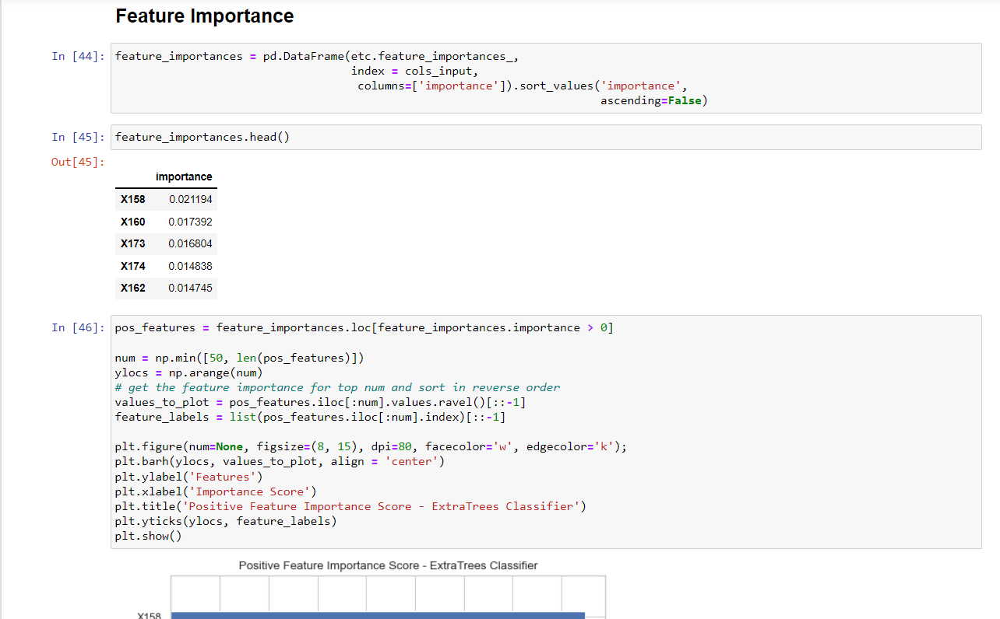 Feature Importance
In [44]: feature_importances = pd.DataFrame(etc.feature_importances_,
index = cols_input,
columns=['importance']).sort_values('importance',
ascending=False)
In [45]: feature_importances.head()
Out[45]:
importance
X158 0.021194
X160 0.017392
X173 0.016804
X174 0.014838
X162 0.014745
In [46]: pos_features = feature_importances.loc[feature_importances.importance > 0]
num = np.min([50, len(pos_features)])
ylocs = np.arange(num)
# get the feature importance for top num and sort in reverse order
values_to_plot = pos_features.iloc[:num].values.ravel()[::-1]
feature_labels = list(pos_features.iloc[:num].index)[::-1]
plt.figure(num=None, figsize=(8, 15), dpi=80, facecolor='w', edgecolor='k');
plt.barh(ylocs, values_to_plot, align = 'center')
plt.ylabel('Features')
plt.xlabel('Importance Score')
plt.title('Positive Feature Importance Score - ExtraTrees Classifier')
plt.yticks(ylocs, feature_labels)
plt.show()
Positive Feature Importance Score - ExtraTrees Classifier
X158